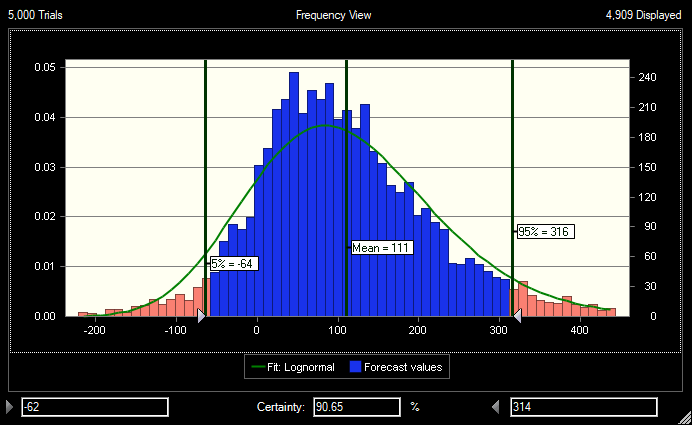 5,000 Trials Frequency View 4,909 Displayed
0.05
0.04
0.03
0.02
0.01
0.00
240
210
180
150
120
90
60
30
0
5% = -64
Mean = 111
95% = 316
-200 -100 0 100 200 300 400
Fit: Lognormal Forecast values
-62 Certainty: 90.65 % 314